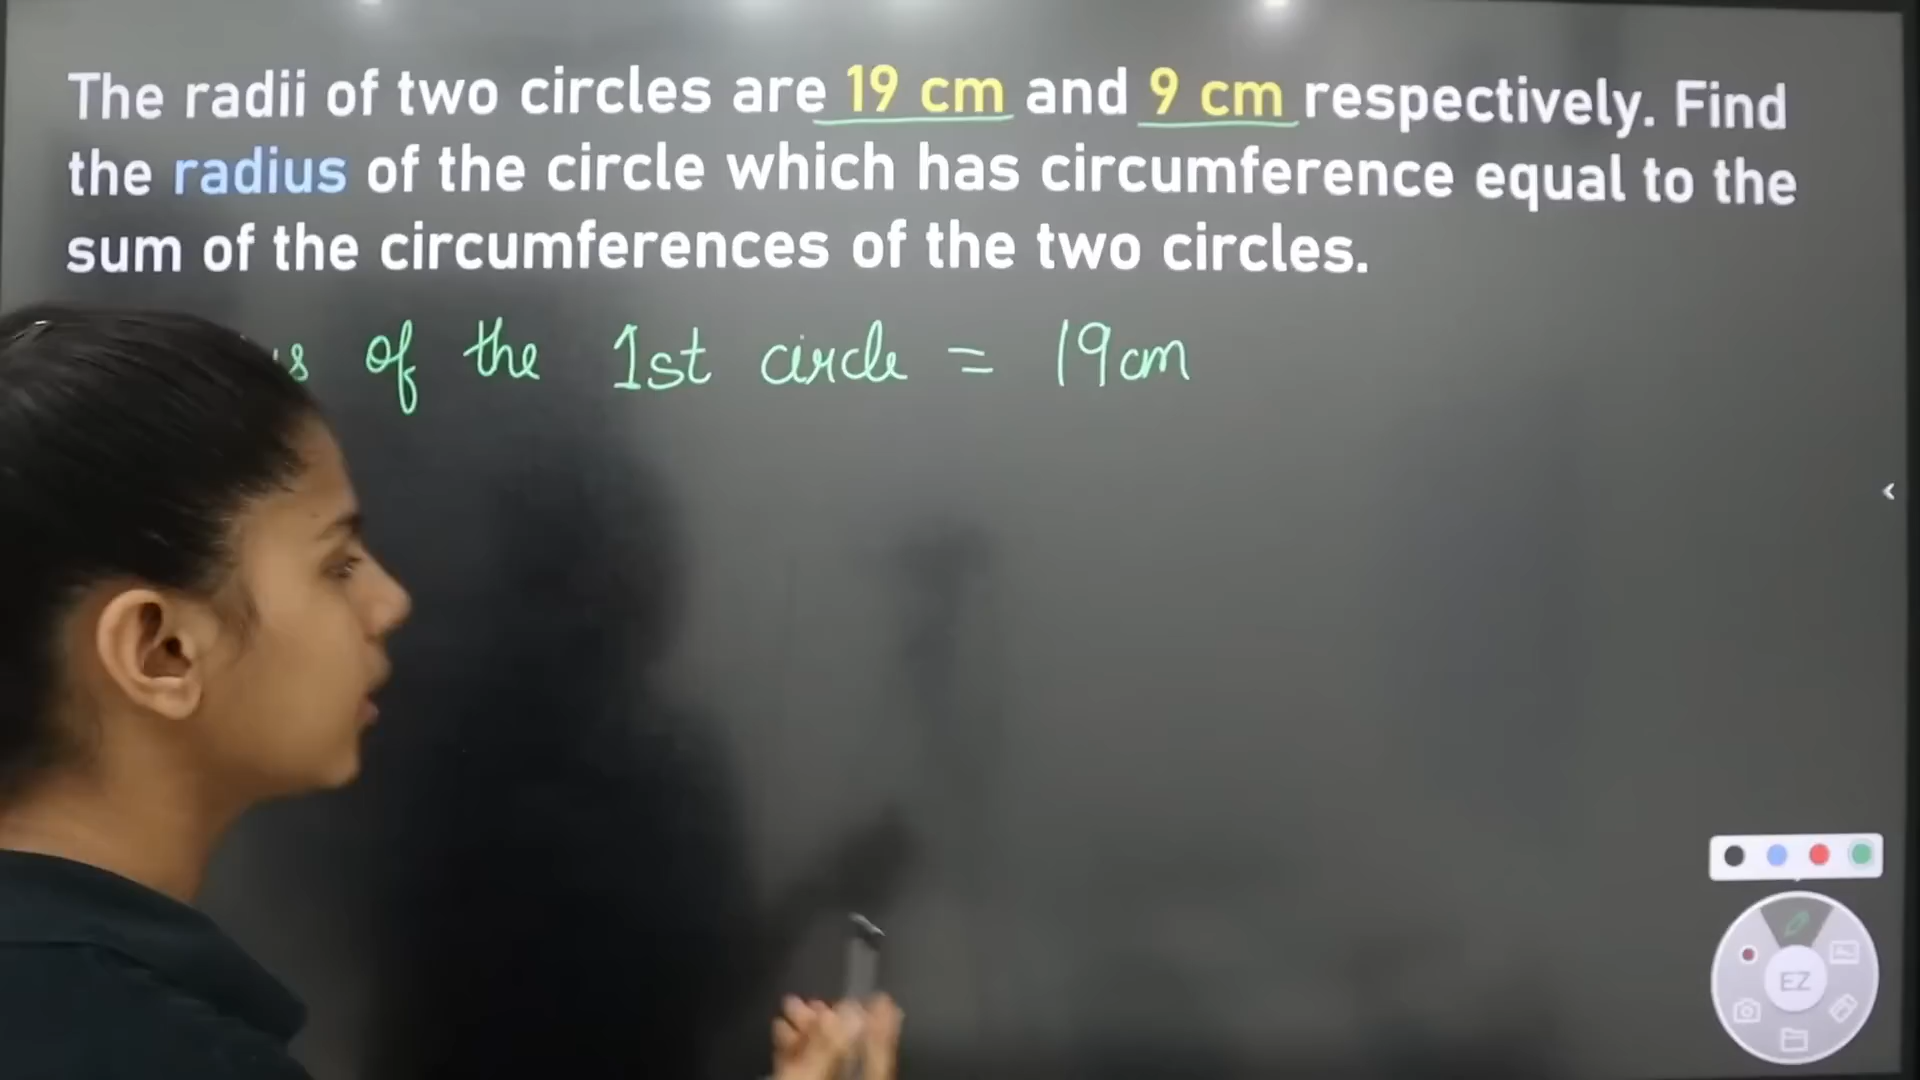 The radii of two circles are 19 cm and 9 cm respectively. Find
the radius of the circle which has circumference equal to the
sum of the circumferences of the two circles.
of the 1st circle = 19cm
EZ